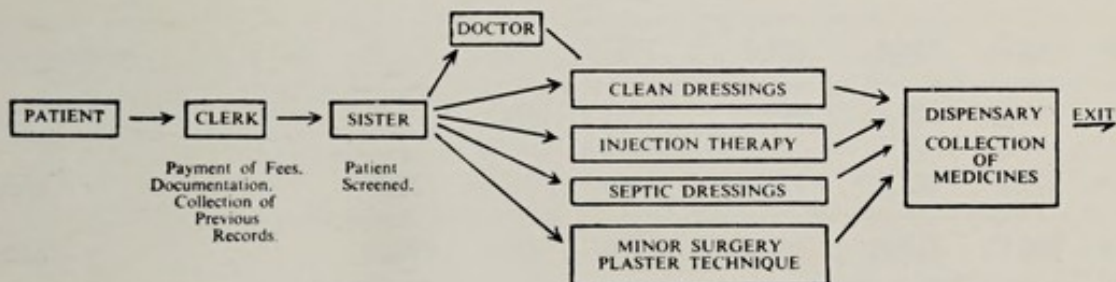 DOCTOR
PATIENT
CLERK
SISTER
Payment of Fees.
Documentation.
Collection of
Previous
Records.
Patient
Screened.
CLEAN DRESSINGS
INJECTION THERAPY
SEPTIC DRESSINGS
MINOR SURGERY
PLASTER TECHNIQUE
DISPENSARY
COLLECTION
OF
MEDICINES
EXIT